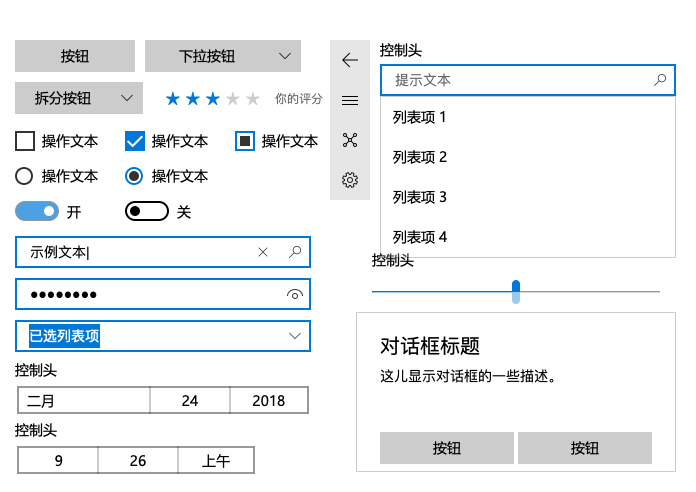 按钮
下拉按钮
拆分按钮
你的评分
操作文本
操作文本
操作文本
操作文本
操作文本
开
关
示例文本
已选列表项
控制头
二月
24
2018
控制头
9
26
上午
控制头
提示文本
列表项 1
列表项 2
列表项 3
列表项 4
控制头
对话框标题
这儿显示对话框的一些描述。
按钮
按钮